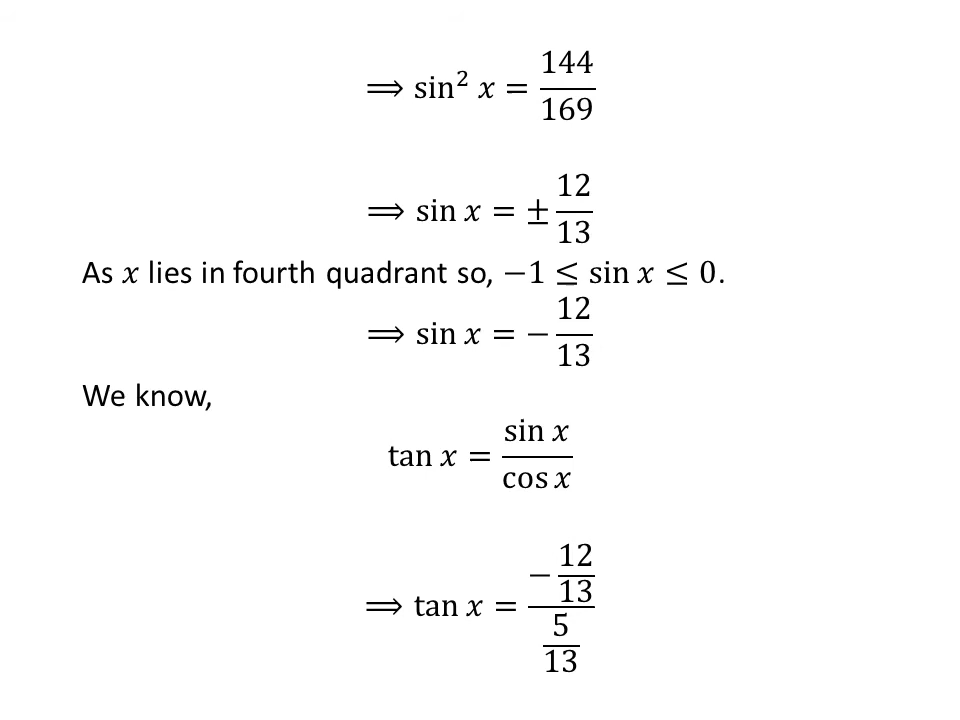 ⟹ sin² x = 144/169
⟹ sin x = ± 12/13
As x lies in fourth quadrant so, −1 ≤ sin x ≤ 0.
⟹ sin x = − 12/13
We know,
tan x = sin x / cos x
⟹ tan x = (− 12/13) / (5/13)